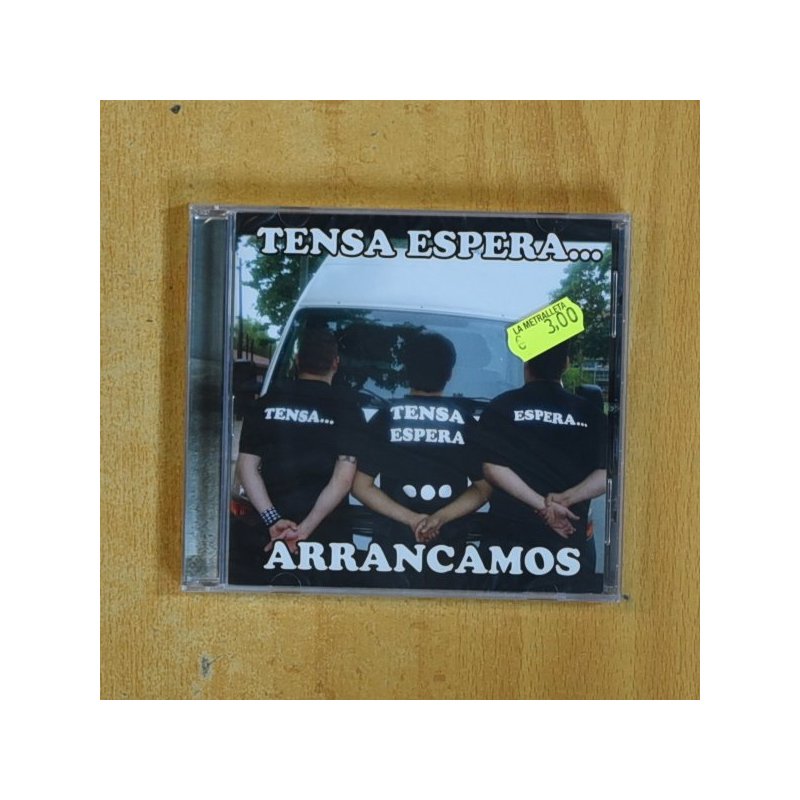 TENSA ESPERA...
LA METRALLETA
€ 3,00
TENSA...
TENSA
ESPERA
...
ESPERA...
ARRANCAMOS